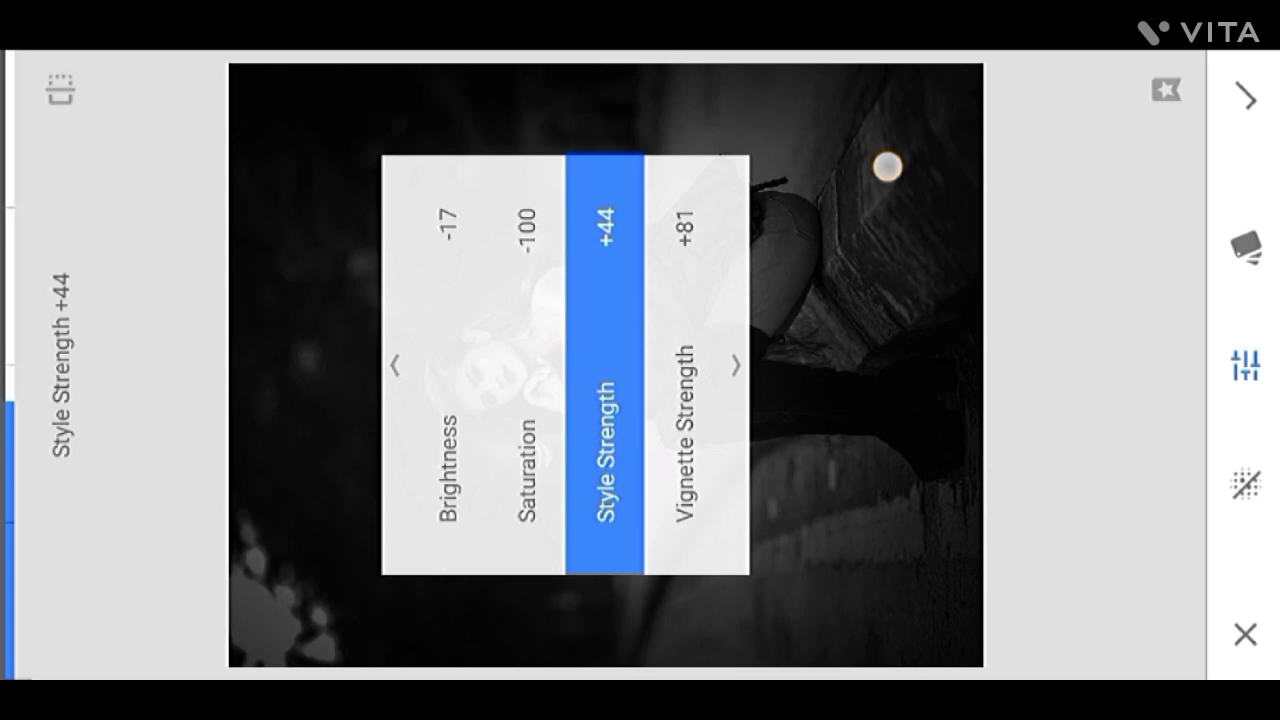 VITA
Style Strength +44
Brightness -17
Saturation -100
Style Strength +44
Vignette Strength +81